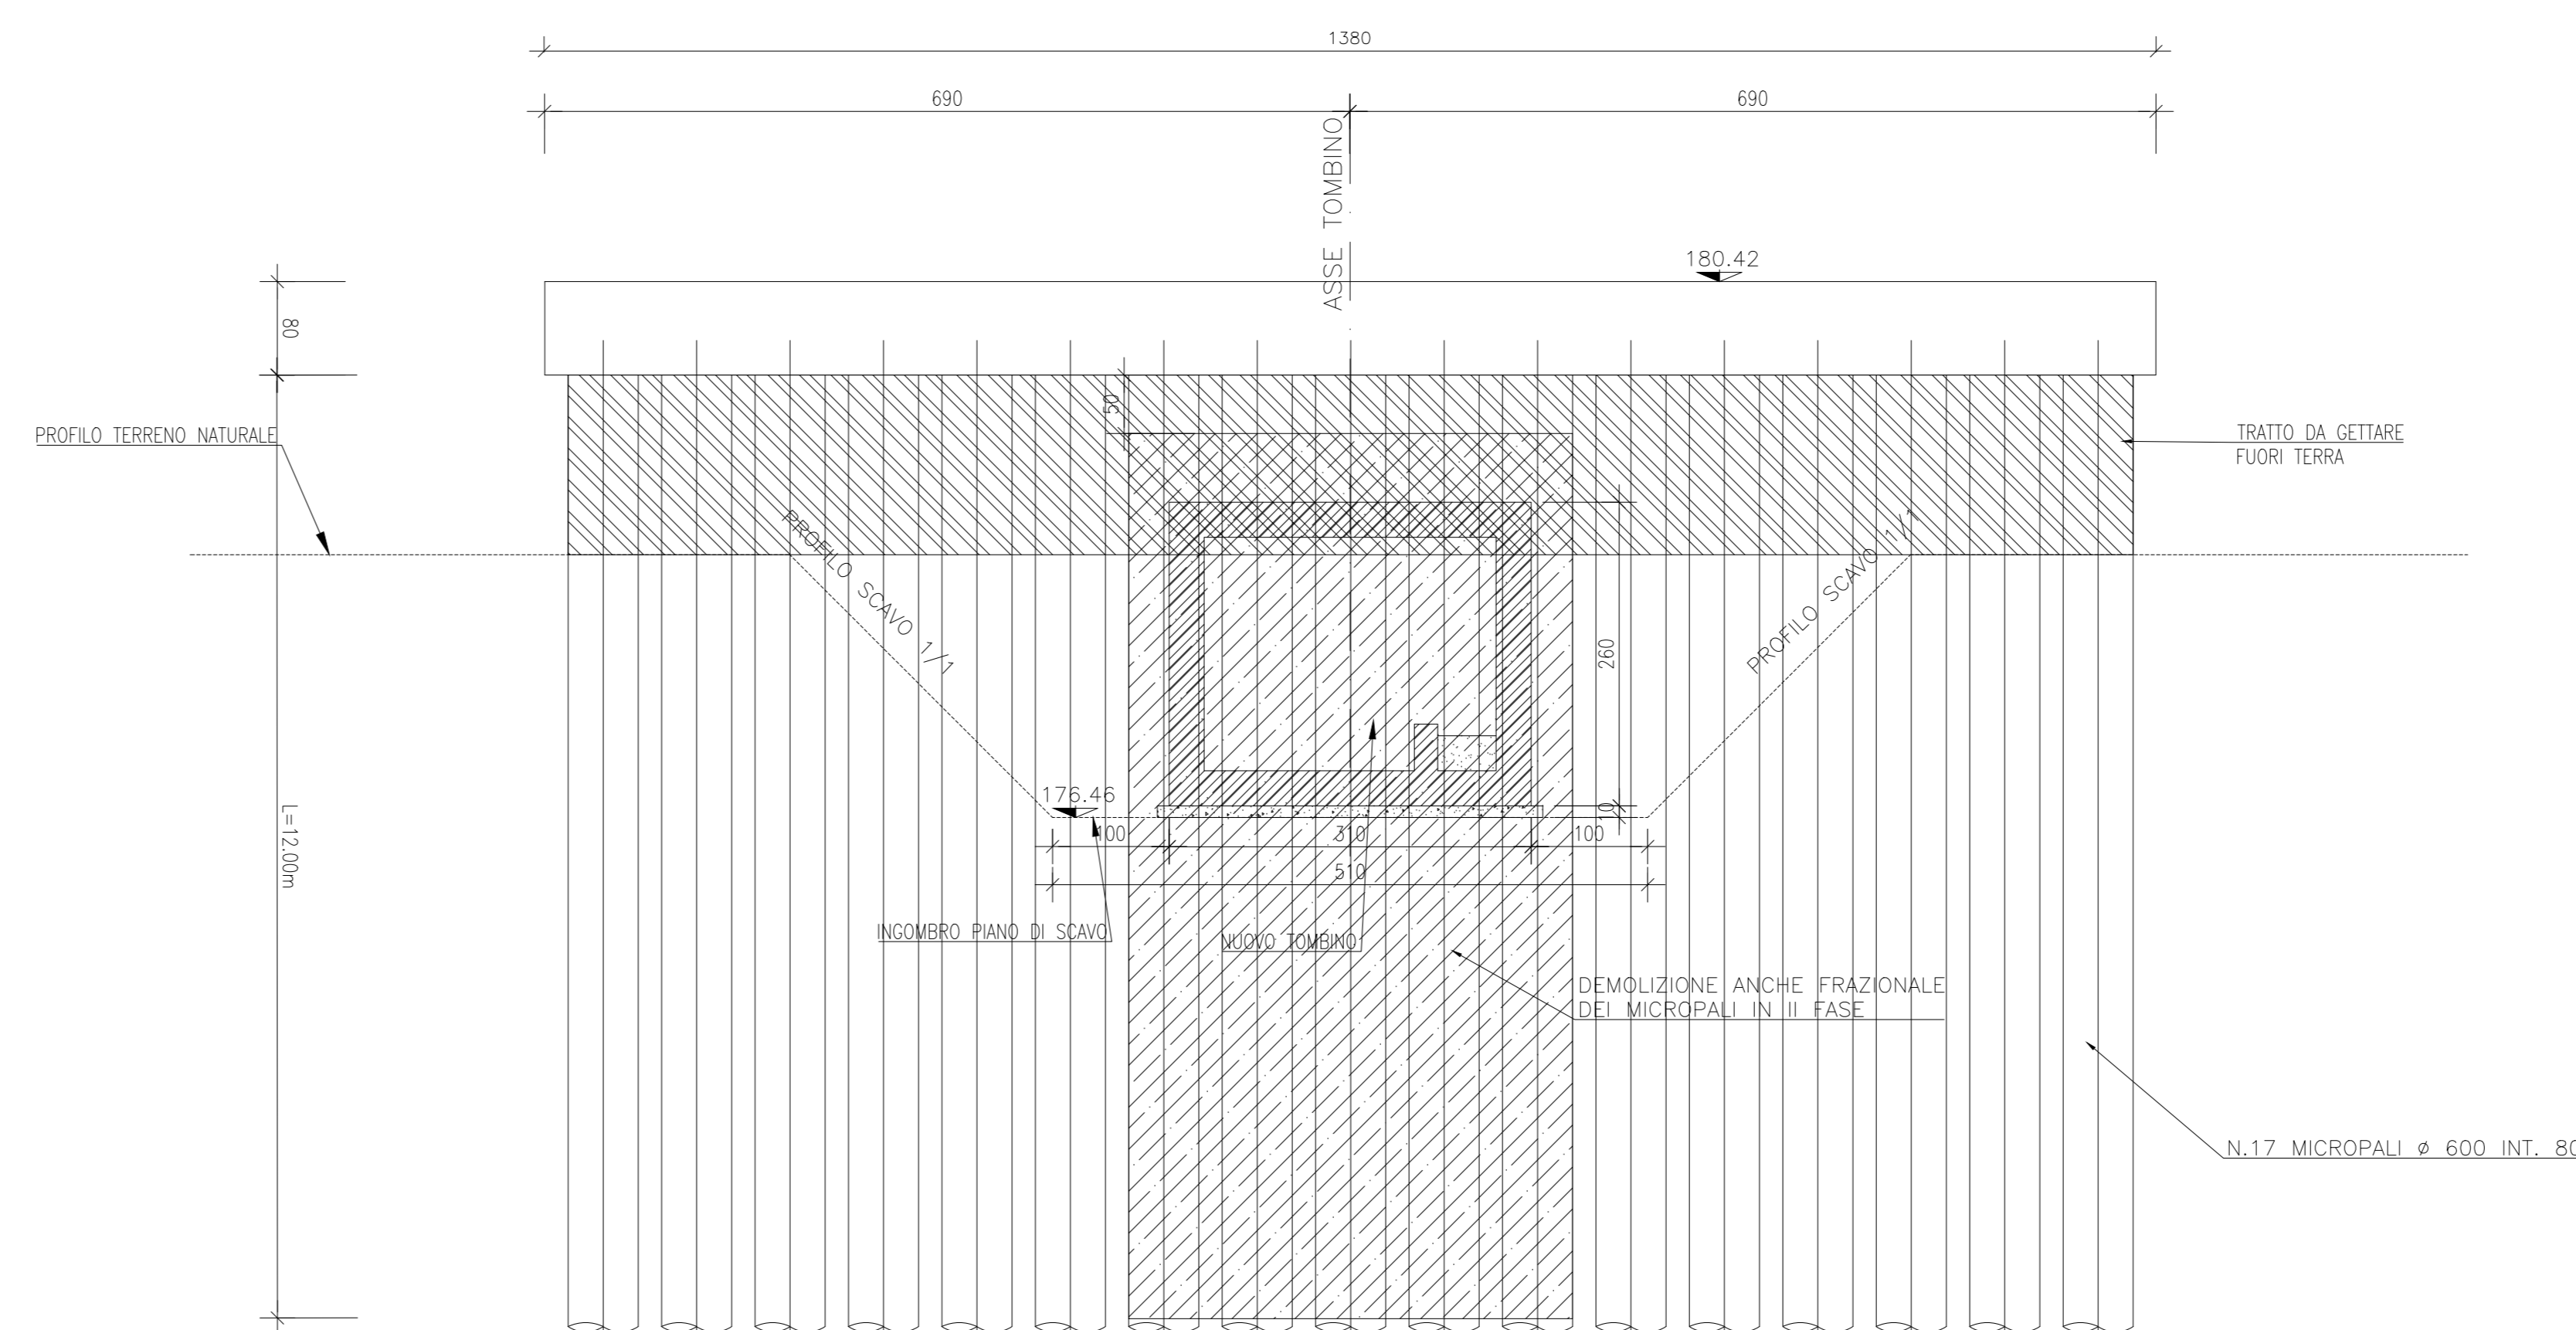 1380
690
690
ASSE TOMBINO
180.42
80
50
PROFILO TERRENO NATURALE
TRATTO DA GETTARE
FUORI TERRA
PROFILO SCAVO 1/1
PROFILO SCAVO 1/1
260
176.46
10
100
310
100
510
L=12.00m
INGOMBRO PIANO DI SCAVO
NUOVO TOMBINO
DEMOLIZIONE ANCHE FRAZIONALE
DEI MICROPALI IN II FASE
N.17 MICROPALI ø 600 INT. 80